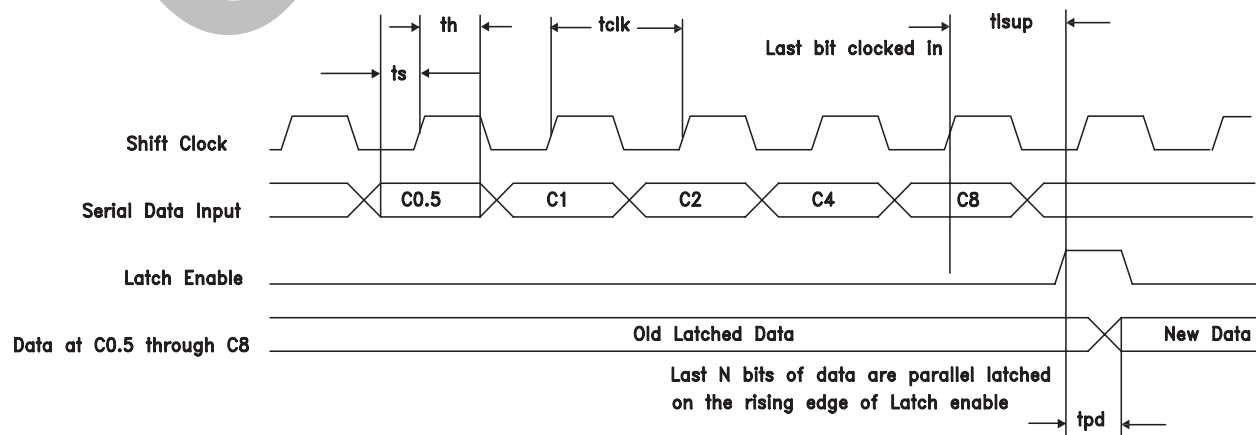 th
tclk
tlsup
Last bit clocked in
ts
Shift Clock
C0.5
C1
C2
C4
C8
Serial Data Input
Latch Enable
Old Latched Data
New Data
Data at C0.5 through C8
Last N bits of data are parallel latched
on the rising edge of Latch enable
tpd